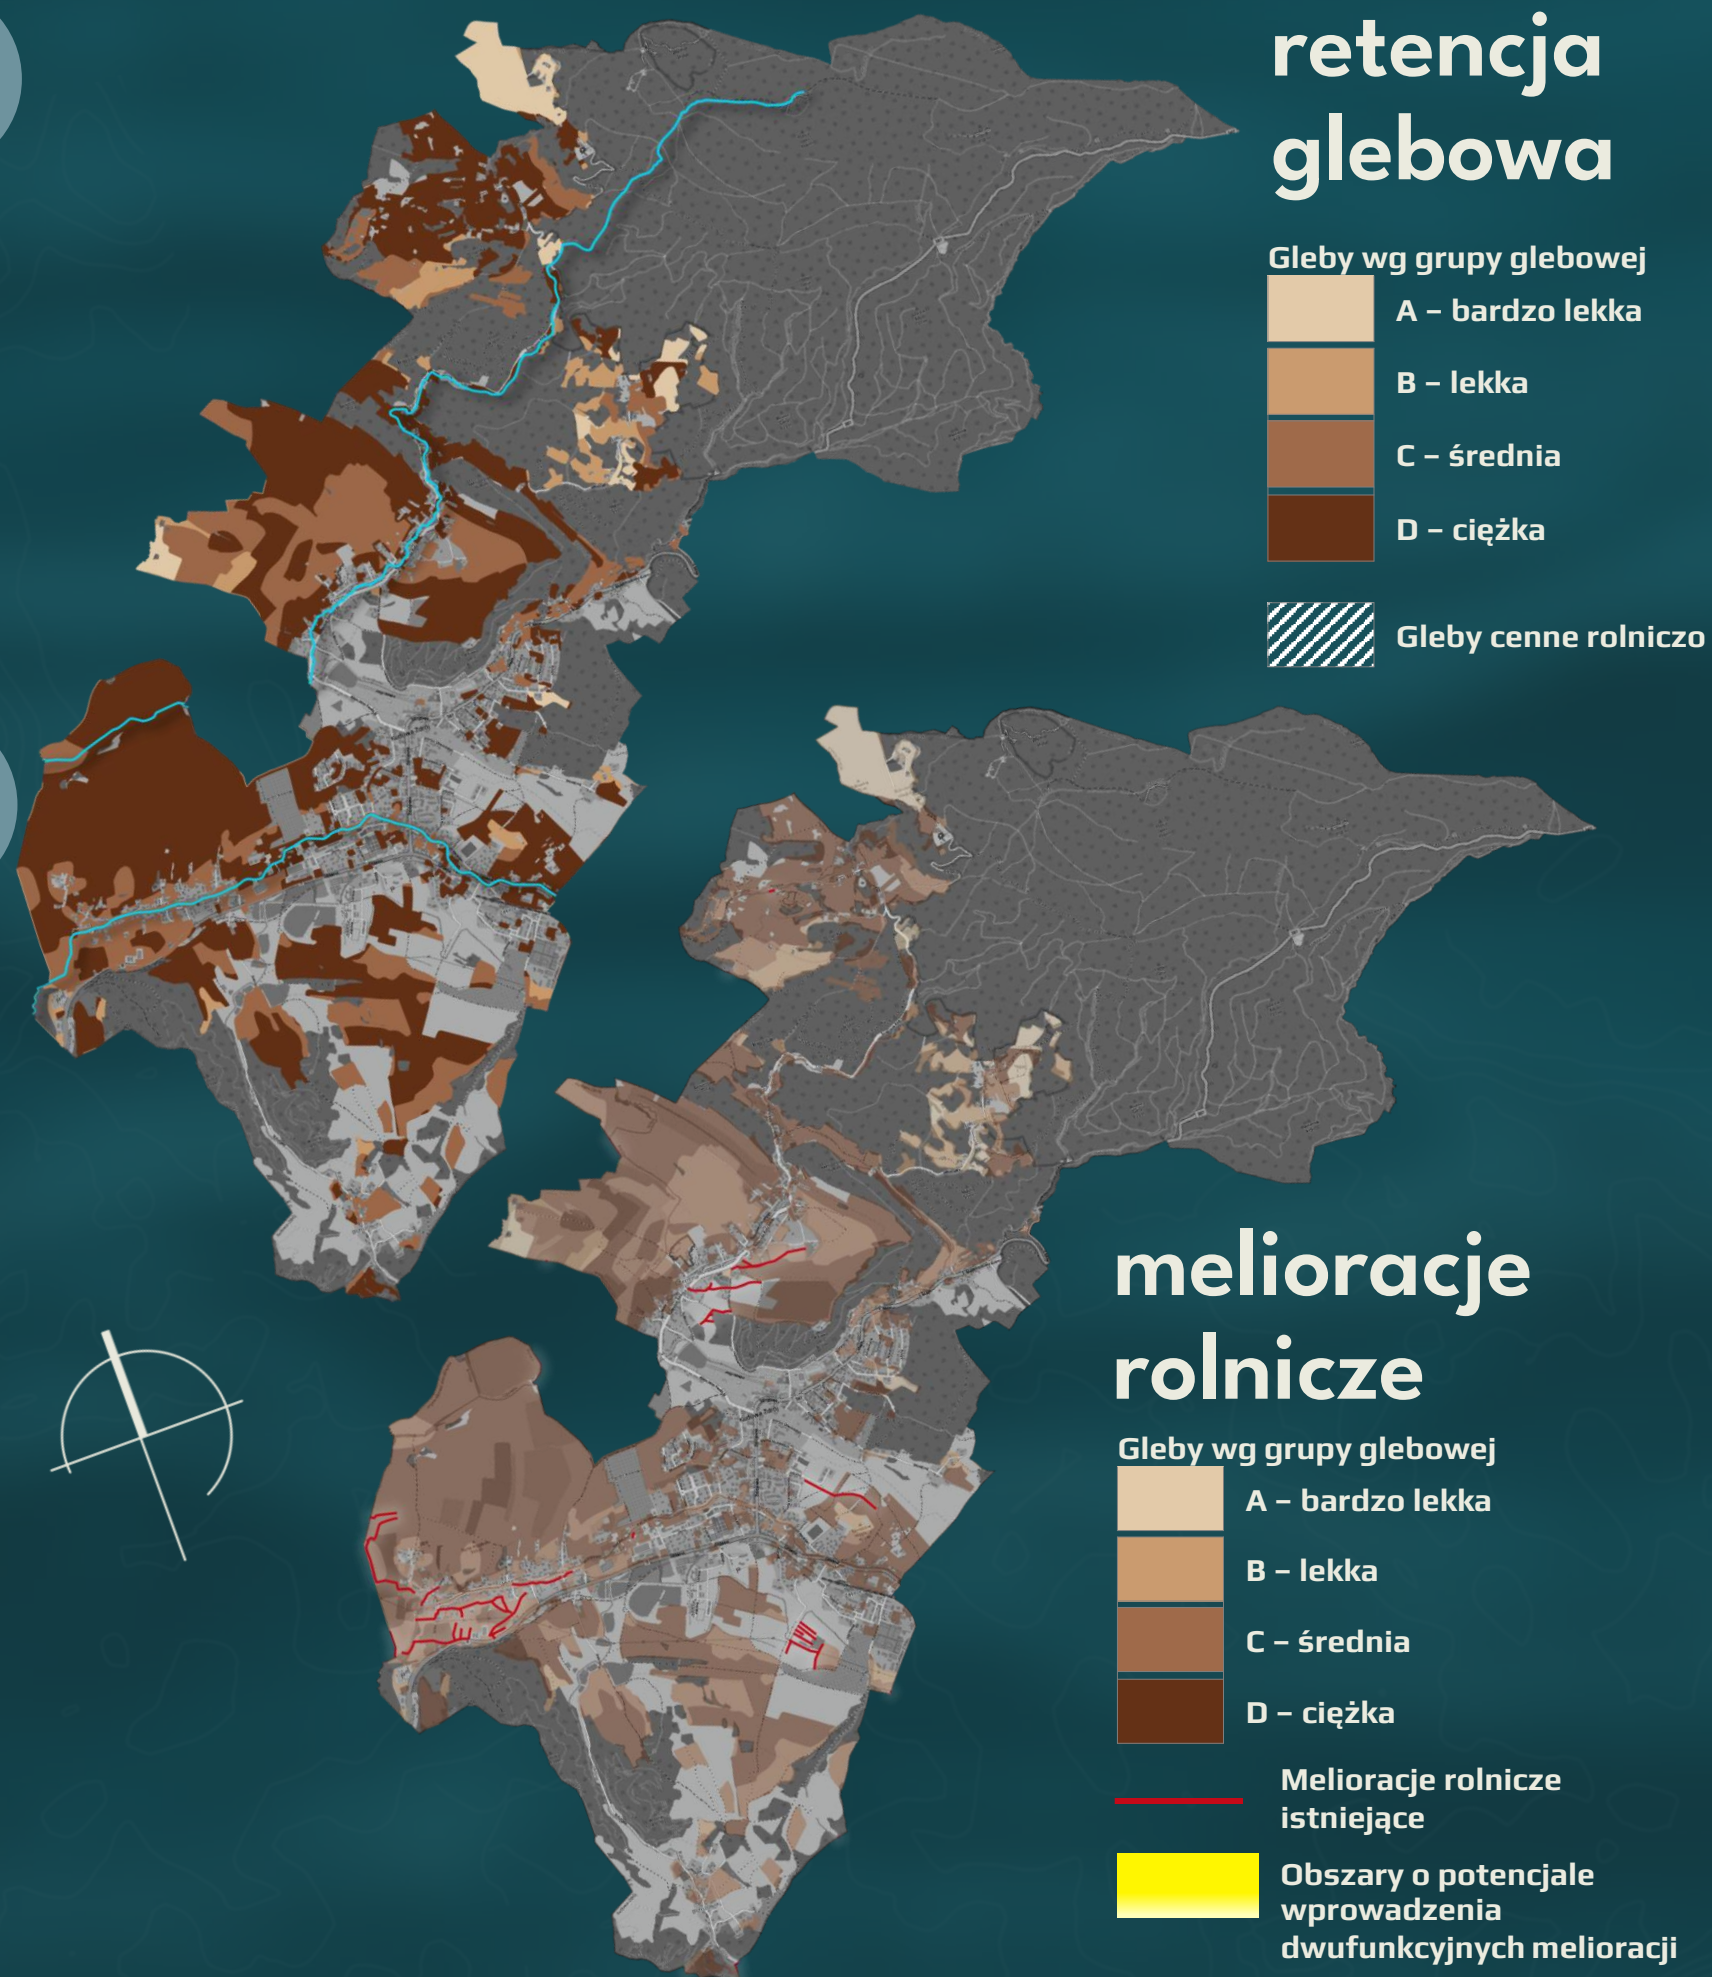 retencja
glebowa
Gleby wg grupy glebowej
A – bardzo lekka
B – lekka
C – średnia
D – ciężka
Gleby cenne rolniczo
melioracje
rolnicze
Gleby wg grupy glebowej
A – bardzo lekka
B – lekka
C – średnia
D – ciężka
Melioracje rolnicze
istniejące
Obszary o potencjale
wprowadzenia
dwufunkcyjnych melioracji